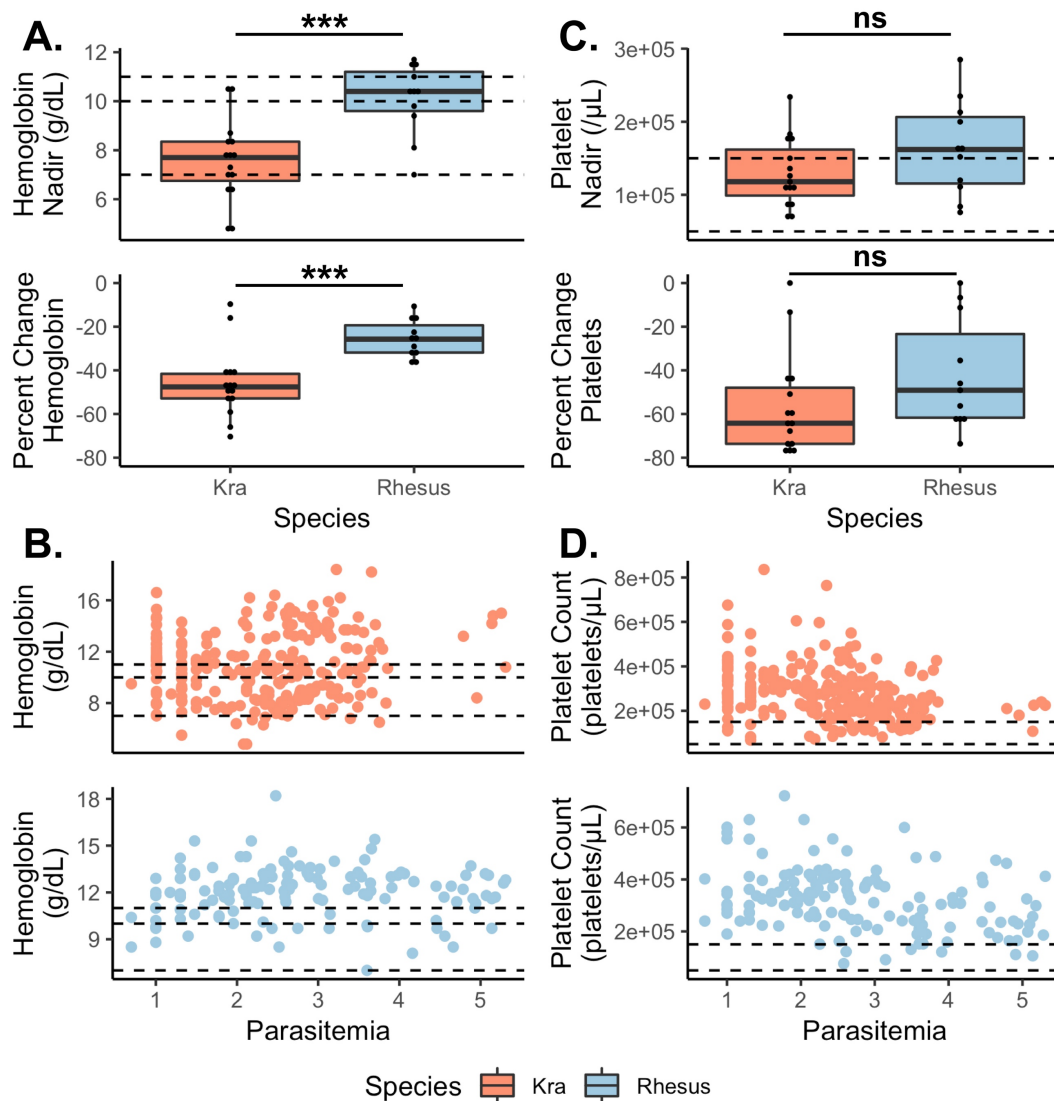 A.
***
Hemoglobin
Nadir (g/dL)
12
10
8
6
***
Percent Change
Hemoglobin
0
-20
-40
-60
-80
Kra
Rhesus
Species
C.
ns
Platelet
Nadir (/µL)
3e+05
2e+05
1e+05
ns
Percent Change
Platelets
0
-20
-40
-60
-80
Kra
Rhesus
Species
B.
Hemoglobin
(g/dL)
16
12
8
Hemoglobin
(g/dL)
18
15
12
9
1 2 3 4 5
Parasitemia
D.
Platelet Count
(platelets/µL)
8e+05
6e+05
4e+05
2e+05
Platelet Count
(platelets/µL)
6e+05
4e+05
2e+05
1 2 3 4 5
Parasitemia
Species Kra Rhesus